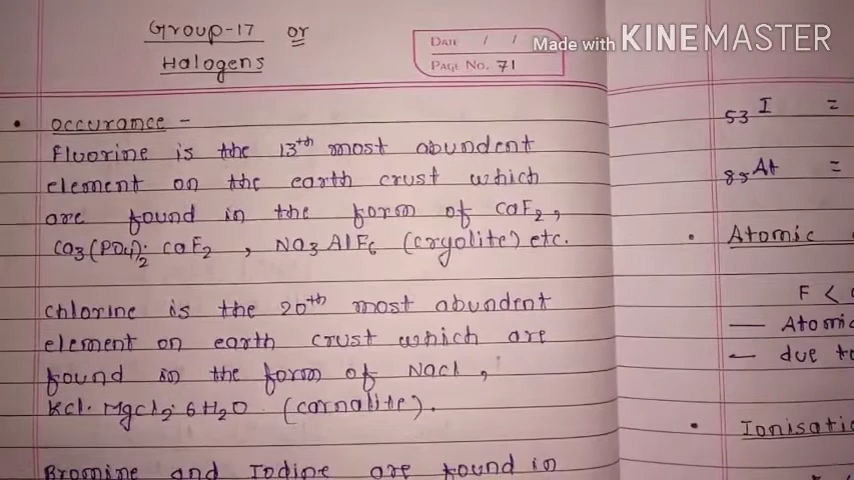 Group-17 or
Halogens
DATE / /
PAGE No. 71
Made with KINEMASTER
• occurance -
Fluorine is the 13th most abundent
element on the earth crust which
are found in the form of CaF2,
Ca3(PO4)2·CaF2, Na3AlF6 (cryolite) etc.
Chlorine is the 20th most abundent
element on earth crust which are
found in the form of NaCl,
KCl·MgCl2·6H2O (carnalite).
Bromine and Iodine are found in
53 I =
85 At =
• Atomic
F <
— Atomic
— due to
• Ionisatio